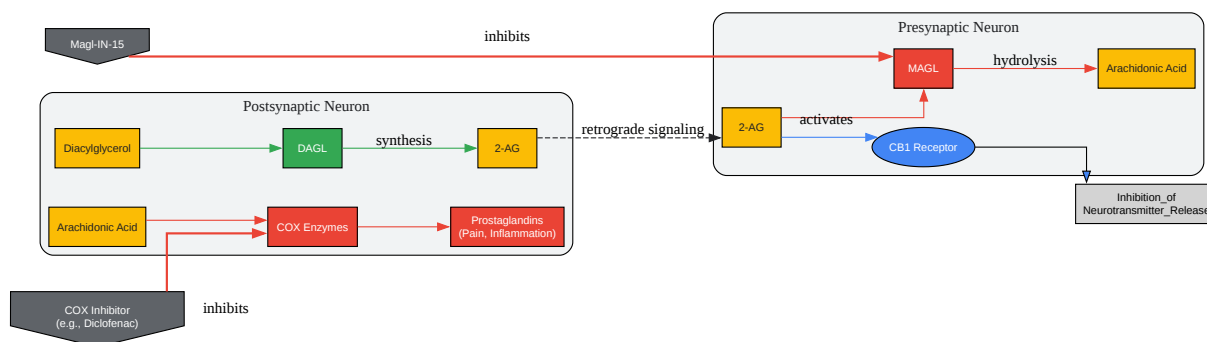 Presynaptic Neuron
inhibits
Magl-IN-15
MAGL
hydrolysis
Arachidonic Acid
Postsynaptic Neuron
Diacylglycerol
DAGL
synthesis
2-AG
retrograde signaling
2-AG
activates
CB1 Receptor
Inhibition_of
Neurotransmitter_Release
Arachidonic Acid
COX Enzymes
Prostaglandins
(Pain, Inflammation)
COX Inhibitor
(e.g., Diclofenac)
inhibits